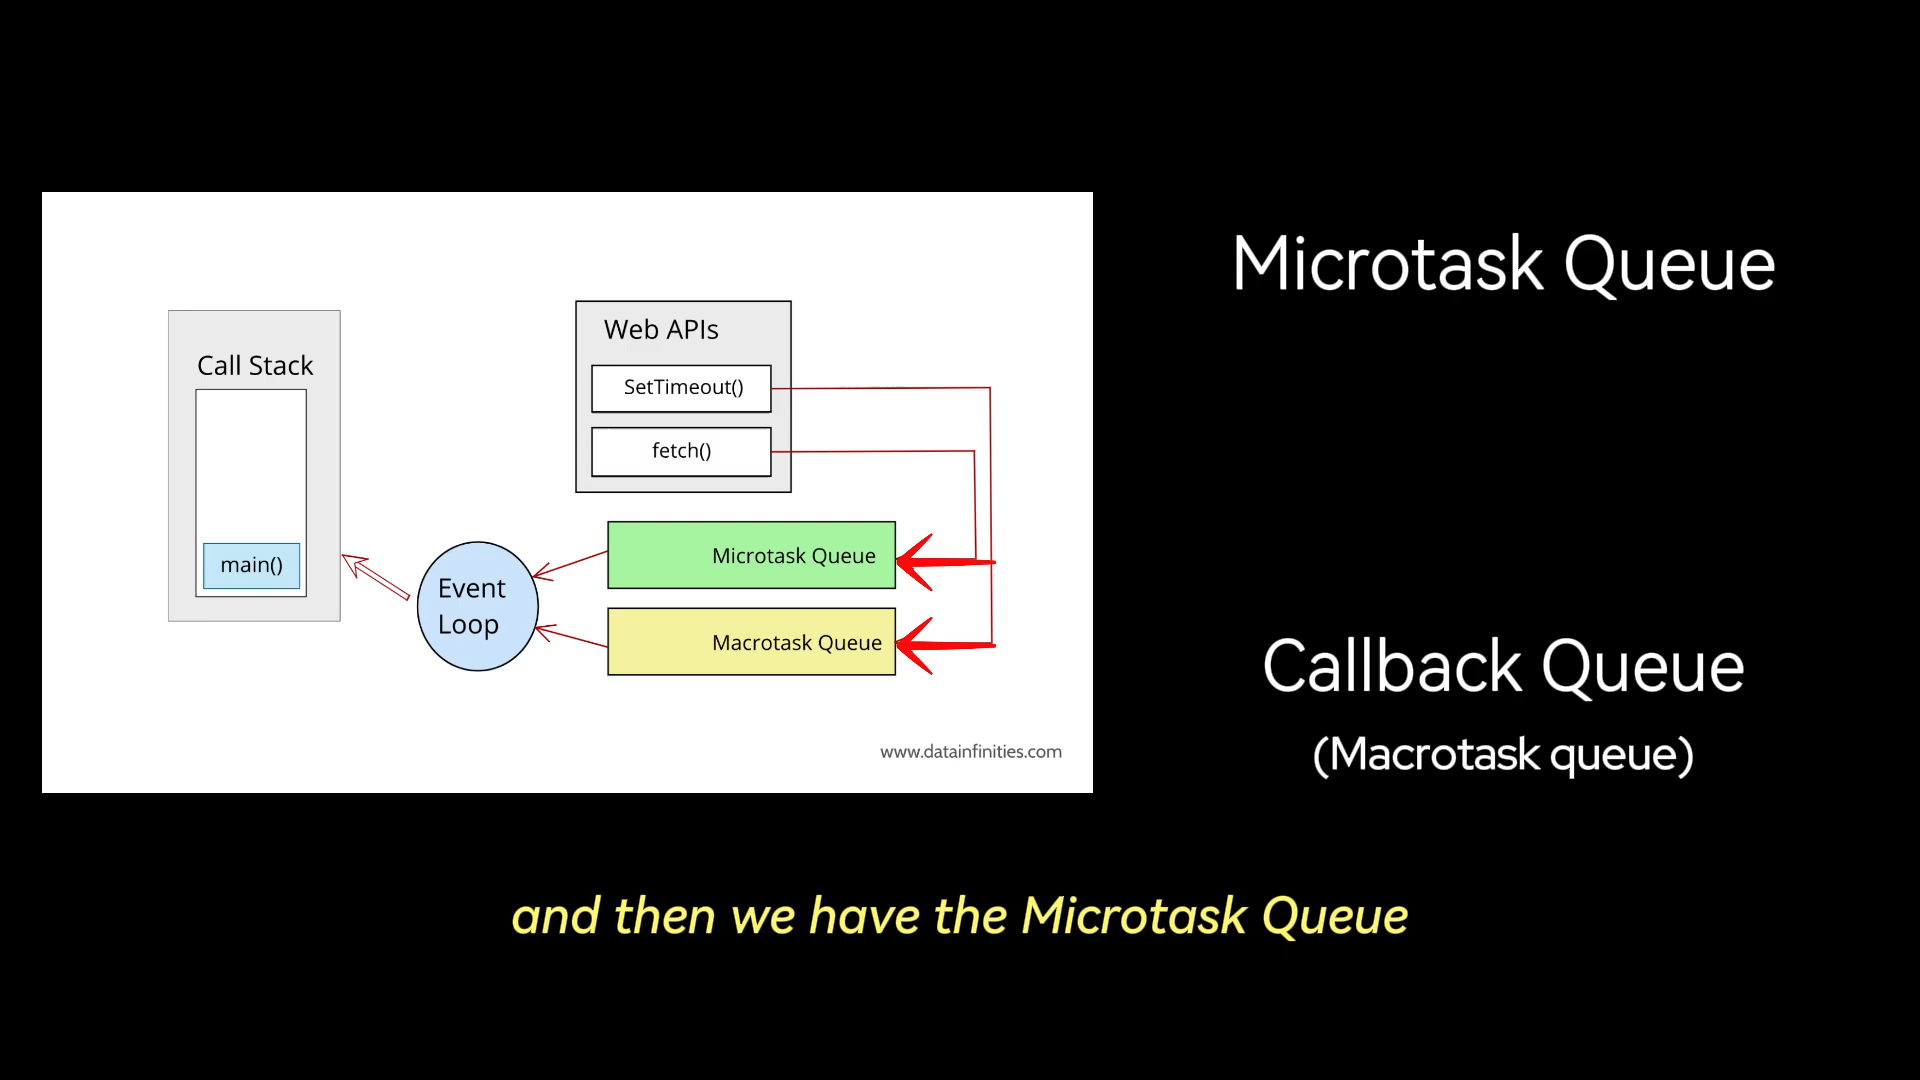 Call Stack
main()
Event
Loop
Web APIs
SetTimeout()
fetch()
Microtask Queue
Macrotask Queue
www.datainfinities.com
Microtask Queue
Callback Queue
(Macrotask queue)
and then we have the Microtask Queue